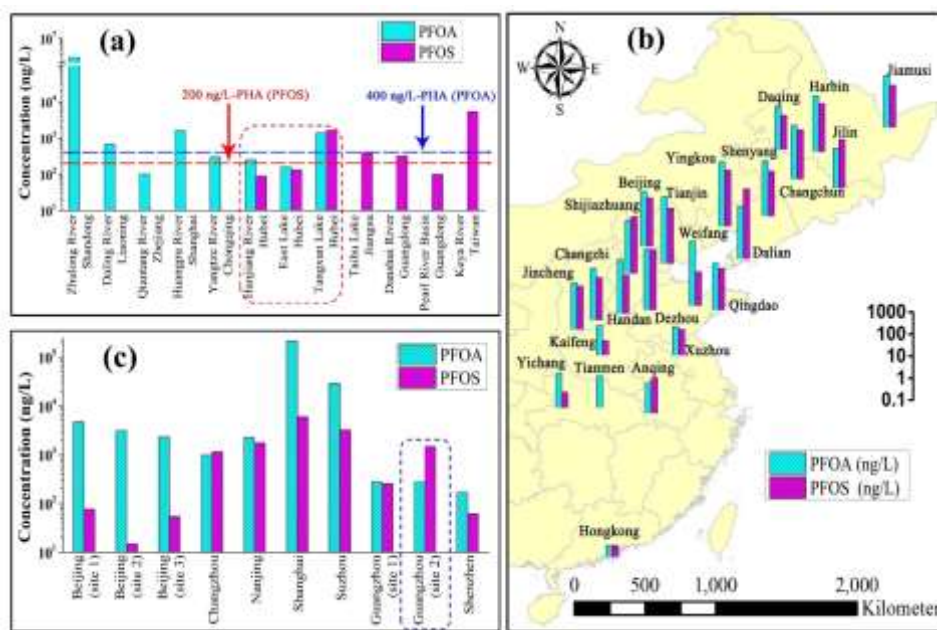 (a)
PFOA
PFOS
200 ng/L-PHA (PFOS)
400 ng/L-PHA (PFOA)
Concentration (ng/L)
Zhulong River
Shandong
Daling River
Liaoning
Qiantang River
Zhejiang
Huangpu River
Shanghai
Yangtze River
Chongqing
Hanjiang River
Hubei
East Lake
Hubei
Tangxun Lake
Hubei
Taihu Lake
Jiangsu
Danshui River
Guangdong
Pearl River Basin
Guangdong
Keya River
Taiwan
(b)
N
W
E
S
Jiamusi
Harbin
Daqing
Jilin
Shenyang
Yingkou
Changchun
Beijing
Tianjin
Shijiazhuang
Weifang
Dalian
Changzhi
Jincheng
Qingdao
Handan
Dezhou
Kaifeng
Xuzhou
Yichang
Tianmen
Anqing
1000
100
10
1
0.1
PFOA (ng/L)
PFOS (ng/L)
Hongkong
0
500
1,000
2,000
Kilometer
(c)
PFOA
PFOS
Concentration (ng/L)
Beijing
(site 1)
Beijing
(site 2)
Beijing
(site 3)
Changzhou
Nanjing
Shanghai
Suzhou
Guangzhou
(site 1)
Guangzhou
(site 2)
Shenzhen